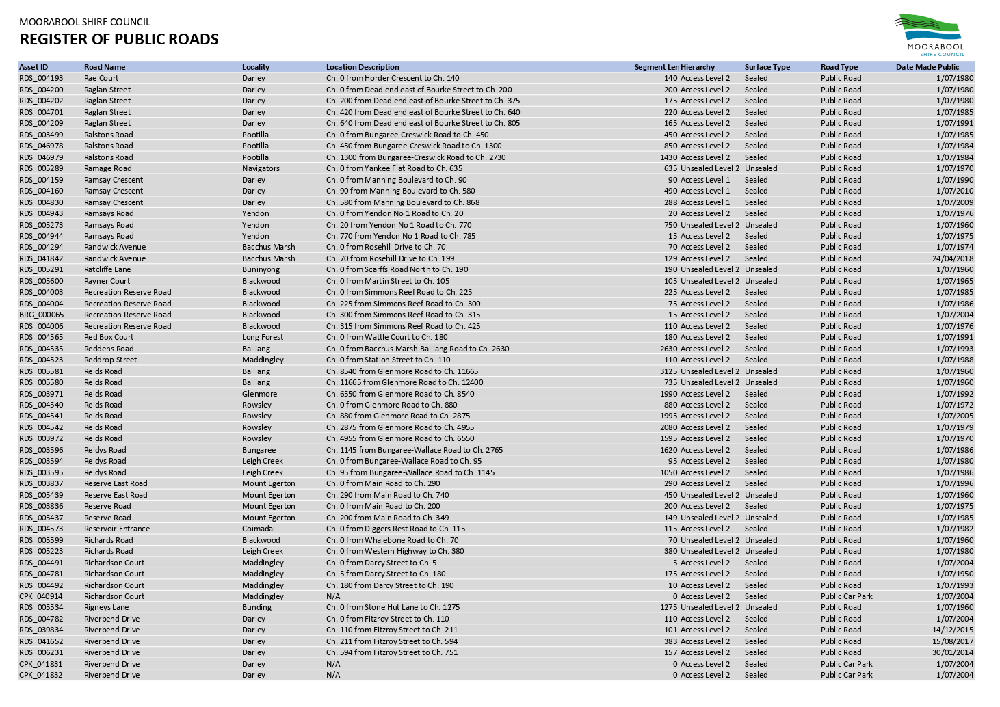 MOORABOOL SHIRE COUNCIL
REGISTER OF PUBLIC ROADS
MOORABOOL
SHIRE COUNCIL
Asset ID Road Name Locality Location Description Segment Len Hierarchy Surface Type Road Type Date Made Public
RDS_004193 Rae Court Darley Ch. 0 from Horder Crescent to Ch. 140 140 Access Level 2 Sealed Public Road 1/07/1980
RDS_004200 Raglan Street Darley Ch. 0 from Dead end east of Bourke Street to Ch. 200 200 Access Level 2 Sealed Public Road 1/07/1980
RDS_004202 Raglan Street Darley Ch. 200 from Dead end east of Bourke Street to Ch. 375 175 Access Level 2 Sealed Public Road 1/07/1980
RDS_004701 Raglan Street Darley Ch. 420 from Dead end east of Bourke Street to Ch. 640 220 Access Level 2 Sealed Public Road 1/07/1985
RDS_004209 Raglan Street Darley Ch. 640 from Dead end east of Bourke Street to Ch. 805 165 Access Level 2 Sealed Public Road 1/07/1991
RDS_003499 Ralstons Road Pootilla Ch. 0 from Bungaree-Creswick Road to Ch. 450 450 Access Level 2 Sealed Public Road 1/07/1985
RDS_046978 Ralstons Road Pootilla Ch. 450 from Bungaree-Creswick Road to Ch. 1300 850 Access Level 2 Sealed Public Road 1/07/1984
RDS_046979 Ralstons Road Pootilla Ch. 1300 from Bungaree-Creswick Road to Ch. 2730 1430 Access Level 2 Sealed Public Road 1/07/1984
RDS_005289 Ramage Road Navigators Ch. 0 from Yankee Flat Road to Ch. 635 635 Unsealed Level 2 Unsealed Public Road 1/07/1970
RDS_004159 Ramsay Crescent Darley Ch. 0 from Manning Boulevard to Ch. 90 90 Access Level 1 Sealed Public Road 1/07/1990
RDS_004160 Ramsay Crescent Darley Ch. 90 from Manning Boulevard to Ch. 580 490 Access Level 1 Sealed Public Road 1/07/2010
RDS_004830 Ramsay Crescent Darley Ch. 580 from Manning Boulevard to Ch. 868 288 Access Level 1 Sealed Public Road 1/07/2009
RDS_004943 Ramsays Road Yendon Ch. 0 from Yendon No 1 Road to Ch. 20 20 Access Level 2 Sealed Public Road 1/07/1976
RDS_005273 Ramsays Road Yendon Ch. 20 from Yendon No 1 Road to Ch. 770 750 Unsealed Level 2 Unsealed Public Road 1/07/1960
RDS_004944 Ramsays Road Yendon Ch. 770 from Yendon No 1 Road to Ch. 785 15 Access Level 2 Sealed Public Road 1/07/1975
RDS_004294 Randwick Avenue Bacchus Marsh Ch. 0 from Rosehill Drive to Ch. 70 70 Access Level 2 Sealed Public Road 1/07/1974
RDS_041842 Randwick Avenue Bacchus Marsh Ch. 70 from Rosehill Drive to Ch. 199 129 Access Level 2 Sealed Public Road 24/04/2018
RDS_005291 Ratcliffe Lane Buninyong Ch. 0 from Scarffs Road North to Ch. 190 190 Unsealed Level 2 Unsealed Public Road 1/07/1960
RDS_005600 Rayner Court Blackwood Ch. 0 from Martin Street to Ch. 105 105 Unsealed Level 2 Unsealed Public Road 1/07/1965
RDS_004003 Recreation Reserve Road Blackwood Ch. 0 from Simmons Reef Road to Ch. 225 225 Access Level 2 Sealed Public Road 1/07/1985
RDS_004004 Recreation Reserve Road Blackwood Ch. 225 from Simmons Reef Road to Ch. 300 75 Access Level 2 Sealed Public Road 1/07/1986
BRG_000065 Recreation Reserve Road Blackwood Ch. 300 from Simmons Reef Road to Ch. 315 15 Access Level 2 Sealed Public Road 1/07/2004
RDS_004006 Recreation Reserve Road Blackwood Ch. 315 from Simmons Reef Road to Ch. 425 110 Access Level 2 Sealed Public Road 1/07/1976
RDS_004565 Red Box Court Long Forest Ch. 0 from Wattle Court to Ch. 180 180 Access Level 2 Sealed Public Road 1/07/1991
RDS_004535 Reddens Road Balliang Ch. 0 from Bacchus Marsh-Balliang Road to Ch. 2630 2630 Access Level 2 Sealed Public Road 1/07/1993
RDS_004523 Reddrop Street Maddingley Ch. 0 from Station Street to Ch. 110 110 Access Level 2 Sealed Public Road 1/07/1988
RDS_005581 Reids Road Balliang Ch. 8540 from Glenmore Road to Ch. 11665 3125 Unsealed Level 2 Unsealed Public Road 1/07/1960
RDS_005580 Reids Road Balliang Ch. 11665 from Glenmore Road to Ch. 12400 735 Unsealed Level 2 Unsealed Public Road 1/07/1960
RDS_003971 Reids Road Glenmore Ch. 6550 from Glenmore Road to Ch. 8540 1990 Access Level 2 Sealed Public Road 1/07/1992
RDS_004540 Reids Road Rowsley Ch. 0 from Glenmore Road to Ch. 880 880 Access Level 2 Sealed Public Road 1/07/1972
RDS_004541 Reids Road Rowsley Ch. 880 from Glenmore Road to Ch. 2875 1995 Access Level 2 Sealed Public Road 1/07/2005
RDS_004542 Reids Road Rowsley Ch. 2875 from Glenmore Road to Ch. 4955 2080 Access Level 2 Sealed Public Road 1/07/1979
RDS_003972 Reids Road Rowsley Ch. 4955 from Glenmore Road to Ch. 6550 1595 Access Level 2 Sealed Public Road 1/07/1970
RDS_003596 Reidys Road Bungaree Ch. 1145 from Bungaree-Wallace Road to Ch. 2765 1620 Access Level 2 Sealed Public Road 1/07/1986
RDS_003594 Reidys Road Leigh Creek Ch. 0 from Bungaree-Wallace Road to Ch. 95 95 Access Level 2 Sealed Public Road 1/07/1980
RDS_003595 Reidys Road Leigh Creek Ch. 95 from Bungaree-Wallace Road to Ch. 1145 1050 Access Level 2 Sealed Public Road 1/07/1986
RDS_003837 Reserve East Road Mount Egerton Ch. 0 from Main Road to Ch. 290 290 Access Level 2 Sealed Public Road 1/07/1996
RDS_005439 Reserve East Road Mount Egerton Ch. 290 from Main Road to Ch. 740 450 Unsealed Level 2 Unsealed Public Road 1/07/1960
RDS_003836 Reserve Road Mount Egerton Ch. 0 from Main Road to Ch. 200 200 Access Level 2 Sealed Public Road 1/07/1975
RDS_005437 Reserve Road Mount Egerton Ch. 200 from Main Road to Ch. 349 149 Unsealed Level 2 Unsealed Public Road 1/07/1985
RDS_004573 Reservoir Entrance Coimadai Ch. 0 from Diggers Rest Road to Ch. 115 115 Access Level 2 Sealed Public Road 1/07/1982
RDS_005599 Richards Road Blackwood Ch. 0 from Whalebone Road to Ch. 70 70 Unsealed Level 2 Unsealed Public Road 1/07/1960
RDS_005223 Richards Road Leigh Creek Ch. 0 from Western Highway to Ch. 380 380 Unsealed Level 2 Unsealed Public Road 1/07/1980
RDS_004491 Richardson Court Maddingley Ch. 0 from Darcy Street to Ch. 5 5 Access Level 2 Sealed Public Road 1/07/2004
RDS_004781 Richardson Court Maddingley Ch. 5 from Darcy Street to Ch. 180 175 Access Level 2 Sealed Public Road 1/07/1950
RDS_004492 Richardson Court Maddingley Ch. 180 from Darcy Street to Ch. 190 10 Access Level 2 Sealed Public Road 1/07/1993
CPK_040914 Richardson Court Maddingley N/A 0 Access Level 2 Sealed Public Car Park 1/07/2004
RDS_005534 Rigneys Lane Bunding Ch. 0 from Stone Hut Lane to Ch. 1275 1275 Unsealed Level 2 Unsealed Public Road 1/07/1960
RDS_004782 Riverbend Drive Darley Ch. 0 from Fitzroy Street to Ch. 110 110 Access Level 2 Sealed Public Road 1/07/2004
RDS_039834 Riverbend Drive Darley Ch. 110 from Fitzroy Street to Ch. 211 101 Access Level 2 Sealed Public Road 14/12/2015
RDS_041652 Riverbend Drive Darley Ch. 211 from Fitzroy Street to Ch. 594 383 Access Level 2 Sealed Public Road 15/08/2017
RDS_006231 Riverbend Drive Darley Ch. 594 from Fitzroy Street to Ch. 751 157 Access Level 2 Sealed Public Road 30/01/2014
CPK_041831 Riverbend Drive Darley N/A 0 Access Level 2 Sealed Public Car Park 1/07/2004
CPK_041832 Riverbend Drive Darley N/A 0 Access Level 2 Sealed Public Car Park 1/07/2004